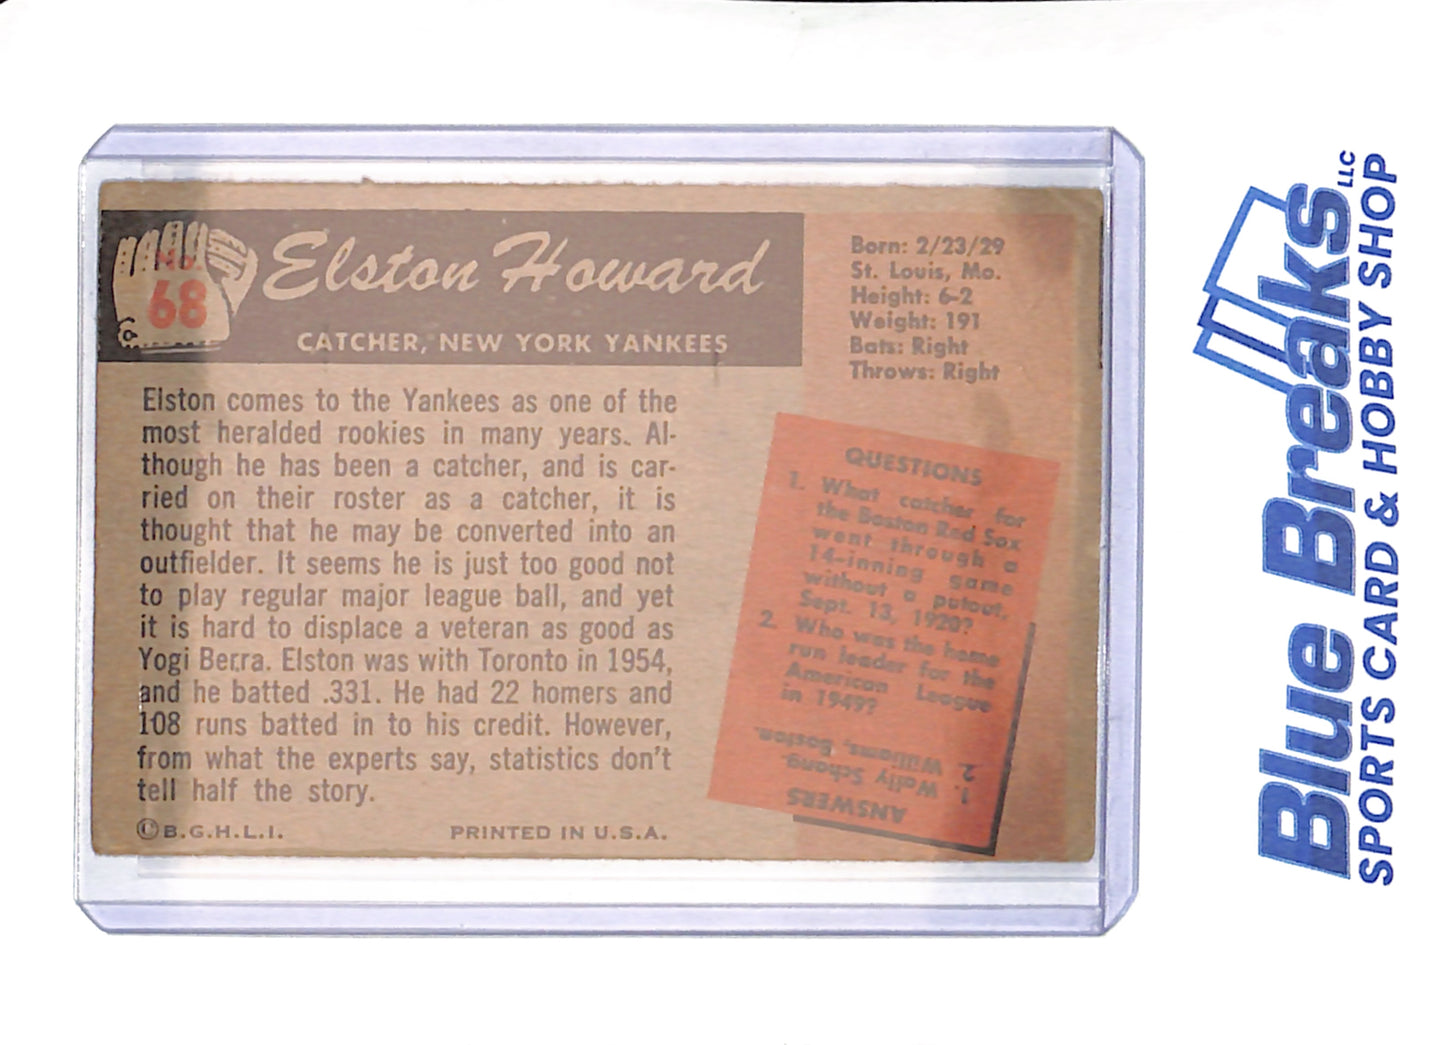 No.
68
Elston Howard
CATCHER, NEW YORK YANKEES
Born: 2/23/29
St. Louis, Mo.
Height: 6-2
Weight: 191
Bats: Right
Throws: Right
Elston comes to the Yankees as one of the
most heralded rookies in many years. Al-
though he has been a catcher, and is car-
ried on their roster as a catcher, it is
thought that he may be converted into an
outfielder. It seems he is just too good not
to play regular major league ball, and yet
it is hard to displace a veteran as good as
Yogi Berra. Elston was with Toronto in 1954,
and he batted .331. He had 22 homers and
108 runs batted in to his credit. However,
from what the experts say, statistics don't
tell half the story.
©B.G.H.L.I.
PRINTED IN U.S.A.
QUESTIONS
1. What catcher for
the Boston Red Sox
went through a
14-inning game
without a putout,
Sept. 13, 1920?
2. Who was the home
run leader for the
American League
in 1949?
ANSWERS
1. Wally Schang.
2. Williams, Boston.
Blue Breaks LLC
SPORTS CARD & HOBBY SHOP